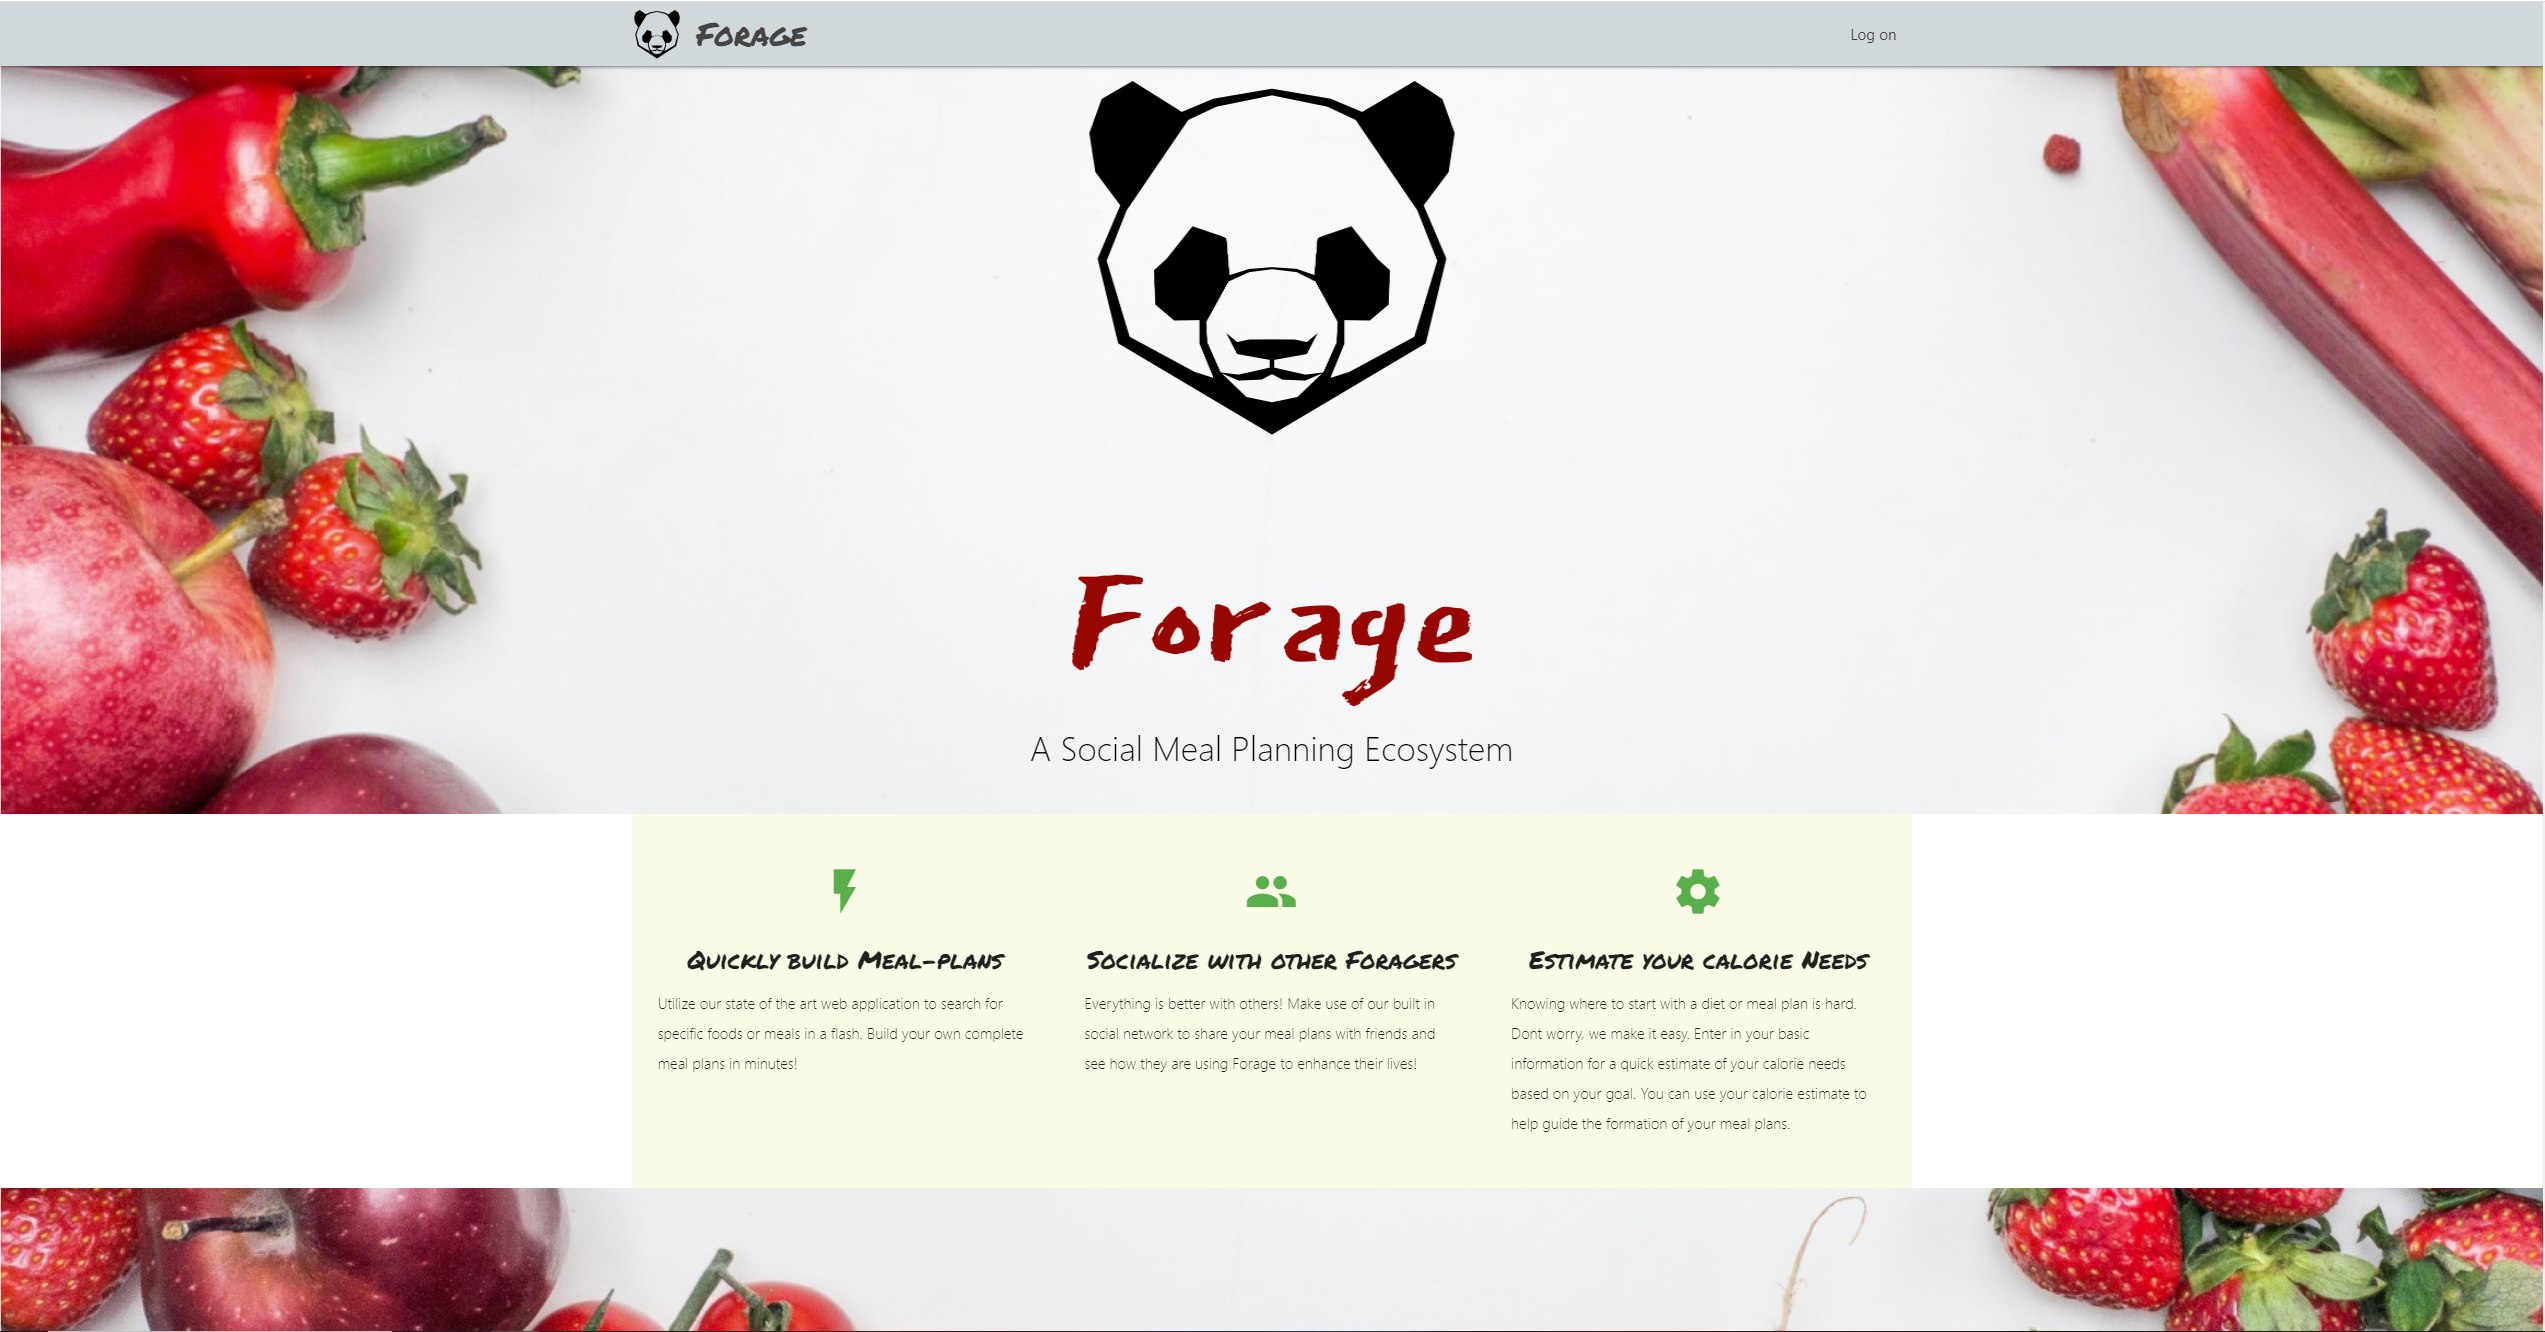 Forage
Log on
Forage
A Social Meal Planning Ecosystem
Quickly build Meal-plans
Utilize our state of the art web application to search for
specific foods or meals in a flash. Build your own complete
meal plans in minutes!
Socialize with other Foragers
Everything is better with others! Make use of our built in
social network to share your meal plans with friends and
see how they are using Forage to enhance their lives!
Estimate your calorie Needs
Knowing where to start with a diet or meal plan is hard.
Dont worry, we make it easy. Enter in your basic
information for a quick estimate of your calorie needs
based on your goal. You can use your calorie estimate to
help guide the formation of your meal plans.